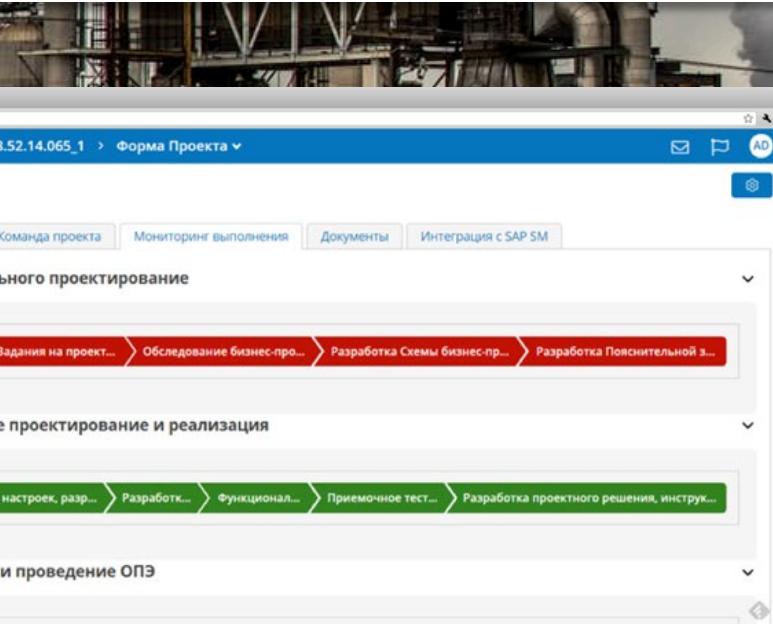 3.52.14.065_1 > Форма Проекта
AD
Команда проекта Мониторинг выполнения Документы Интеграция с SAP SM
ьного проектирование
Задания на проект... Обследование бизнес-про... Разработка Схемы бизнес-пр... Разработка Пояснительной з...
е проектирование и реализация
настроек, разр... Разработк... Функционал... Приемочное тест... Разработка проектного решения, инструк...
и проведение ОПЭ